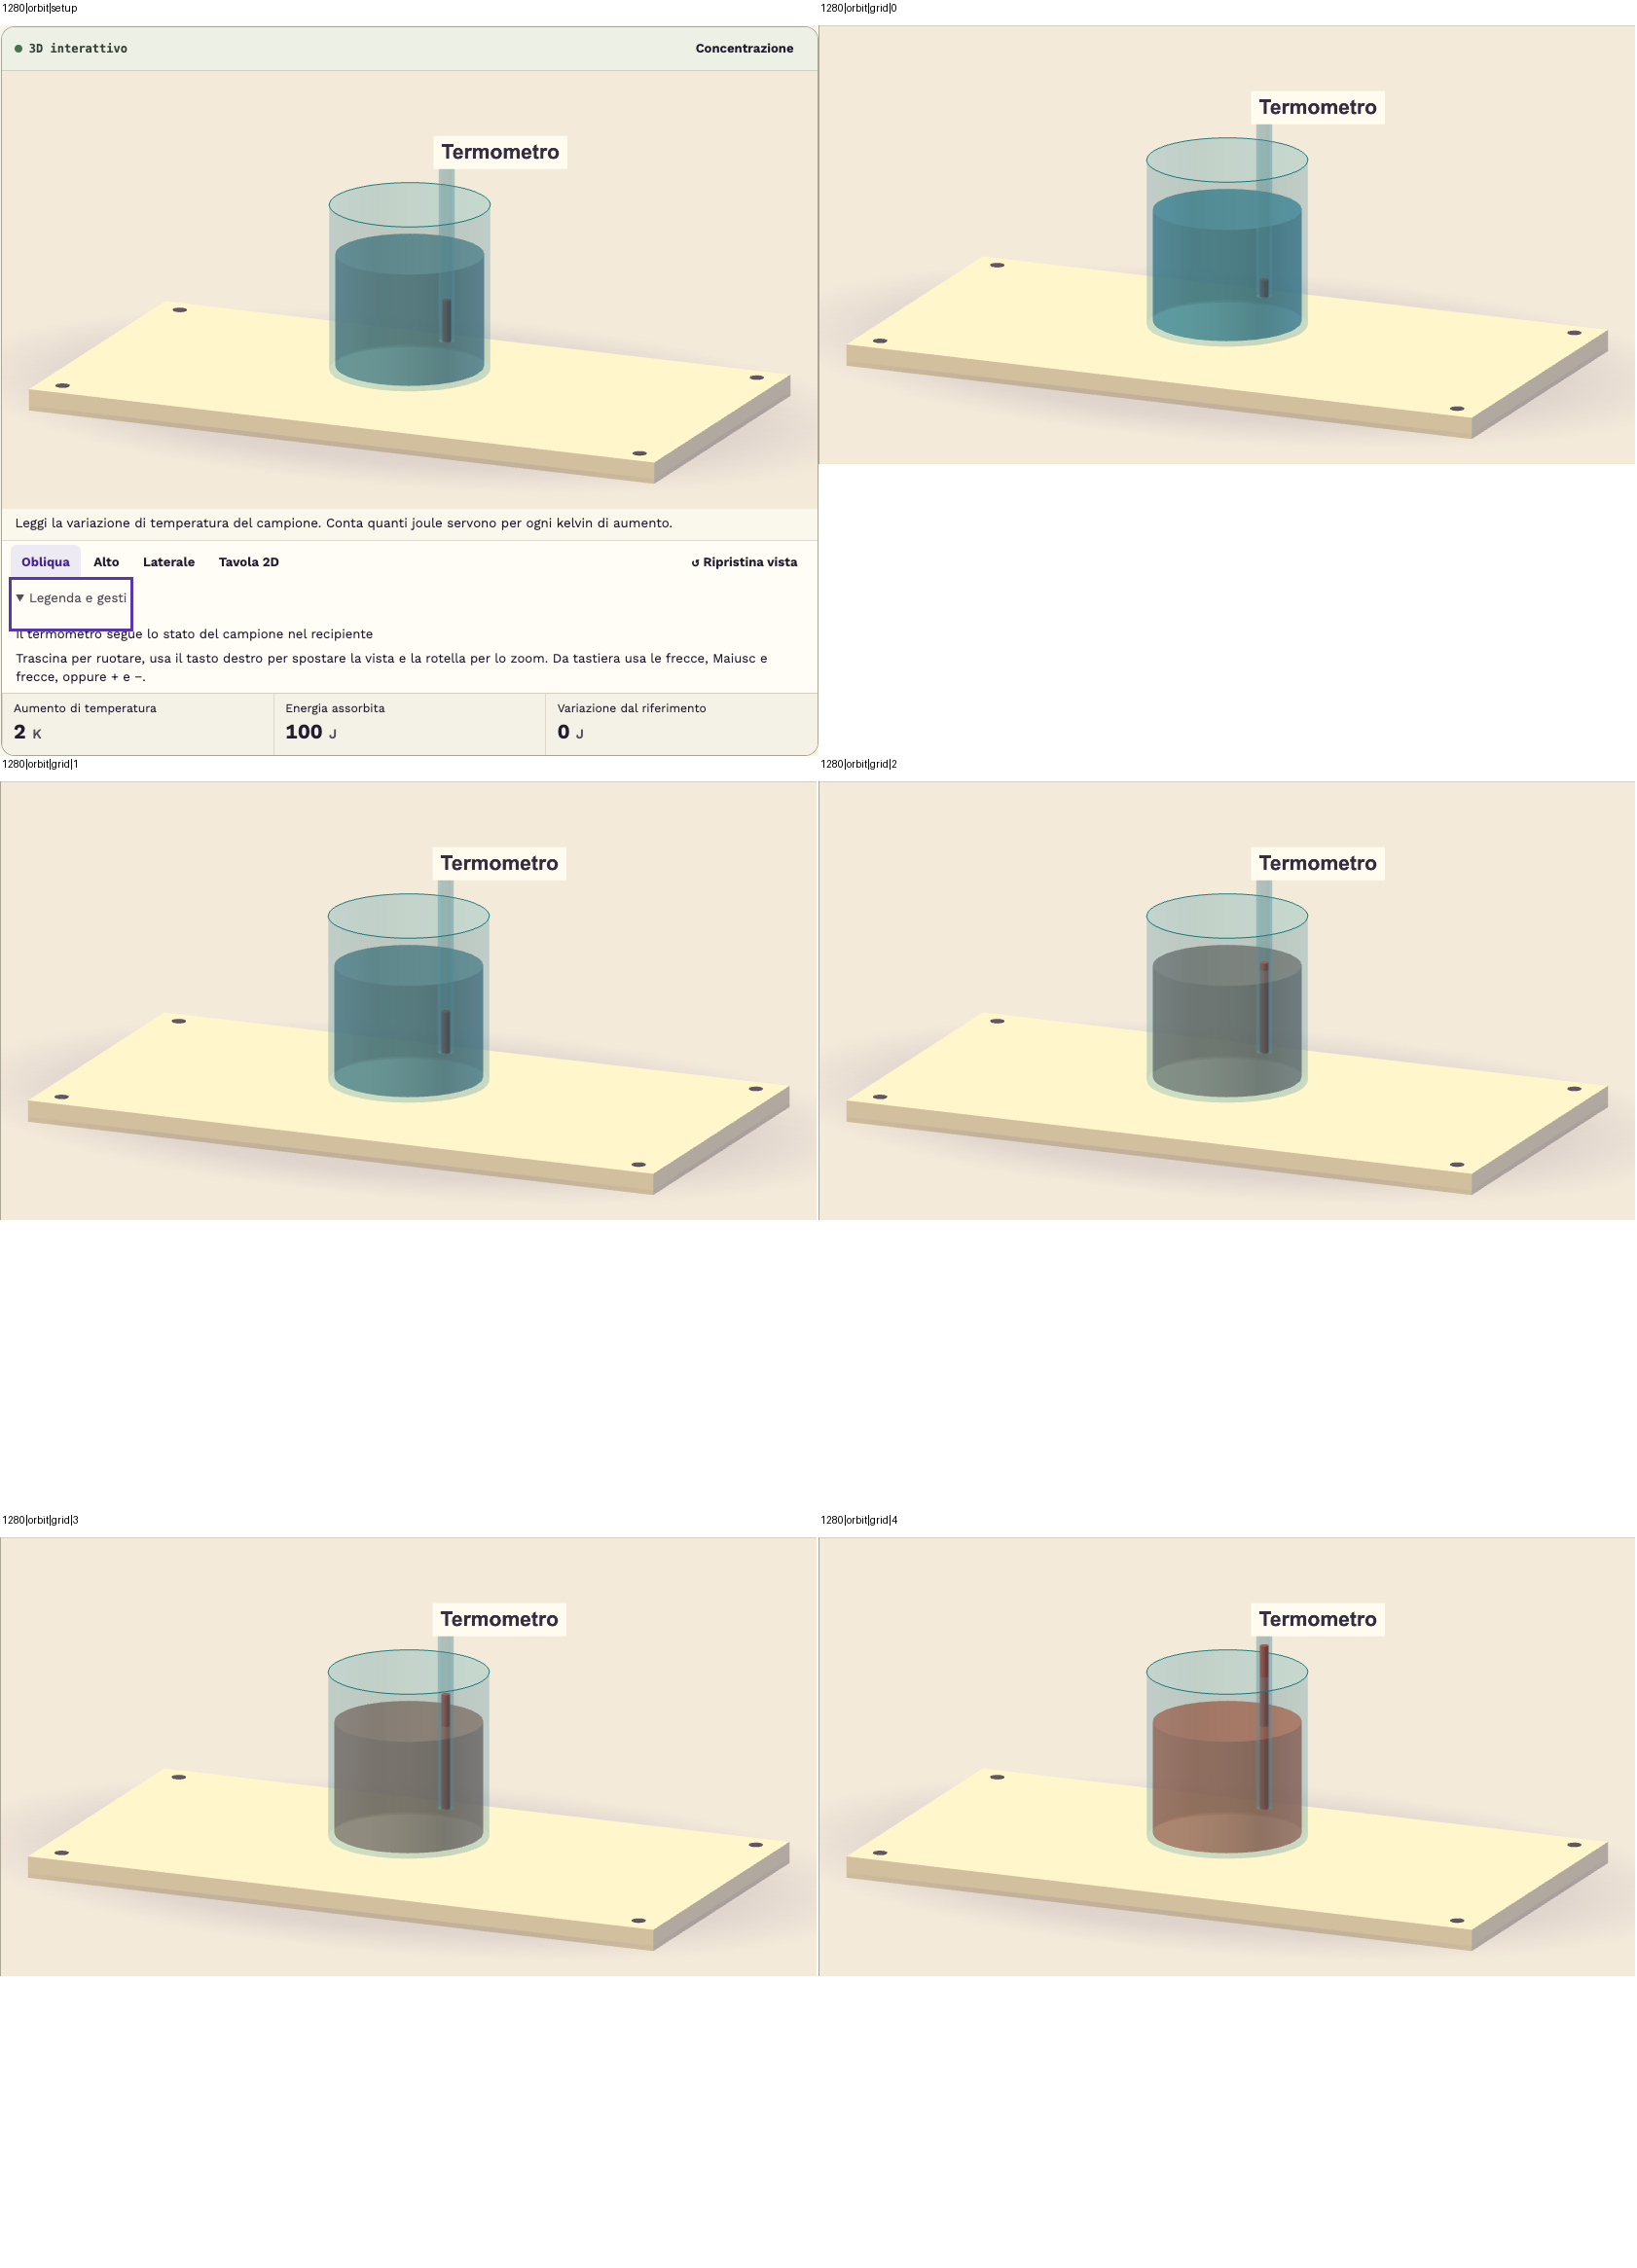 1280|orbit|setup
3D interattivo
Concentrazione
Termometro
Leggi la variazione di temperatura del campione. Conta quanti joule servono per ogni kelvin di aumento.
Obliqua Alto Laterale Tavola 2D ↺ Ripristina vista
▼ Legenda e gesti
Il termometro segue lo stato del campione nel recipiente
Trascina per ruotare, usa il tasto destro per spostare la vista e la rotella per lo zoom. Da tastiera usa le frecce, Maiusc e
frecce, oppure + e −.
Aumento di temperatura
2 K
Energia assorbita
100 J
Variazione dal riferimento
0 J
1280|orbit|grid|0
Termometro
1280|orbit|grid|1
Termometro
1280|orbit|grid|2
Termometro
1280|orbit|grid|3
Termometro
1280|orbit|grid|4
Termometro